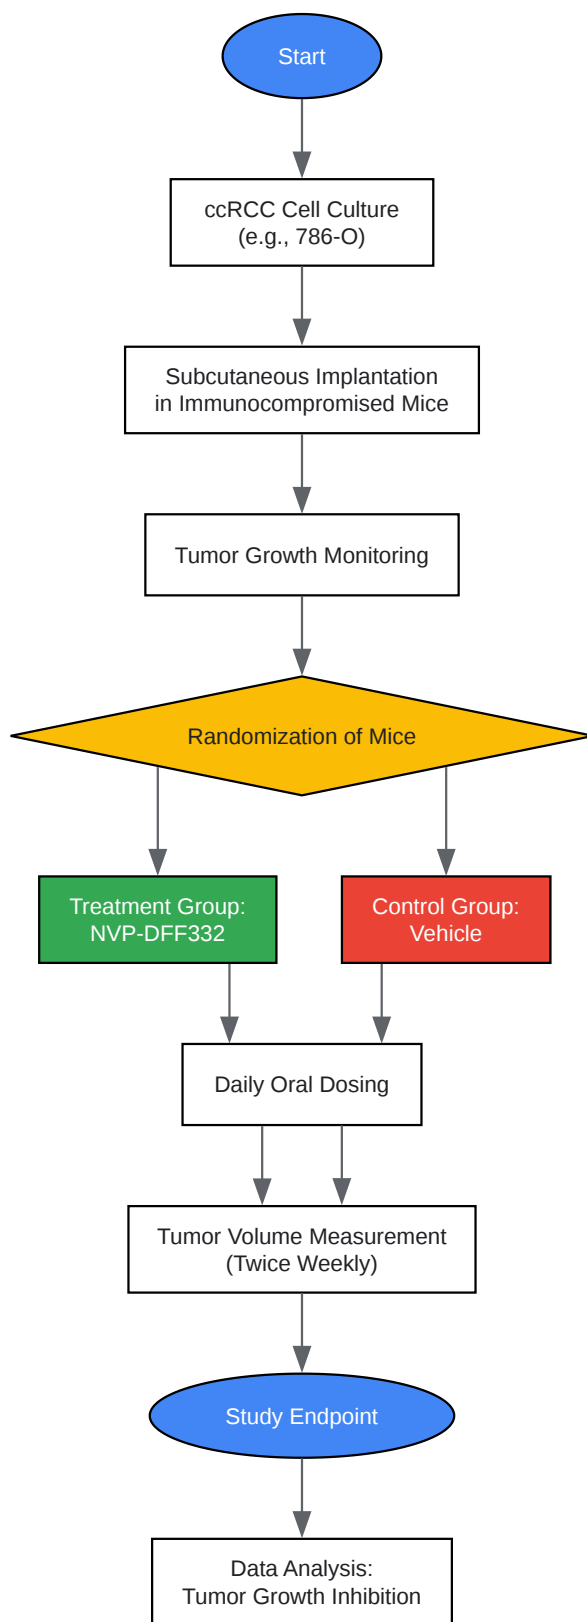 Start
ccRCC Cell Culture
(e.g., 786-O)
Subcutaneous Implantation
in Immunocompromised Mice
Tumor Growth Monitoring
Randomization of Mice
Treatment Group:
NVP-DFF332
Control Group:
Vehicle
Daily Oral Dosing
Tumor Volume Measurement
(Twice Weekly)
Study Endpoint
Data Analysis:
Tumor Growth Inhibition